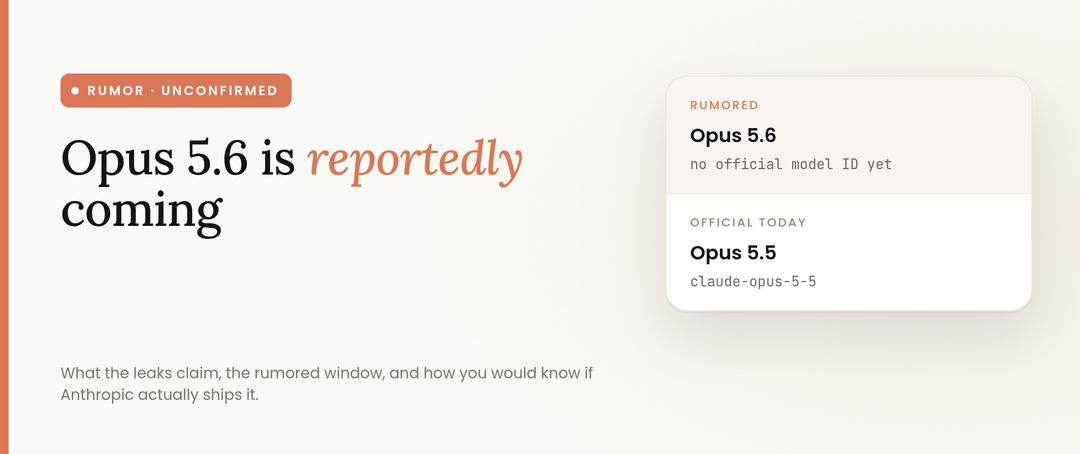 RUMOR · UNCONFIRMED
Opus 5.6 is reportedly
coming
What the leaks claim, the rumored window, and how you would know if
Anthropic actually ships it.
RUMORED
Opus 5.6
no official model ID yet
OFFICIAL TODAY
Opus 5.5
claude-opus-5-5